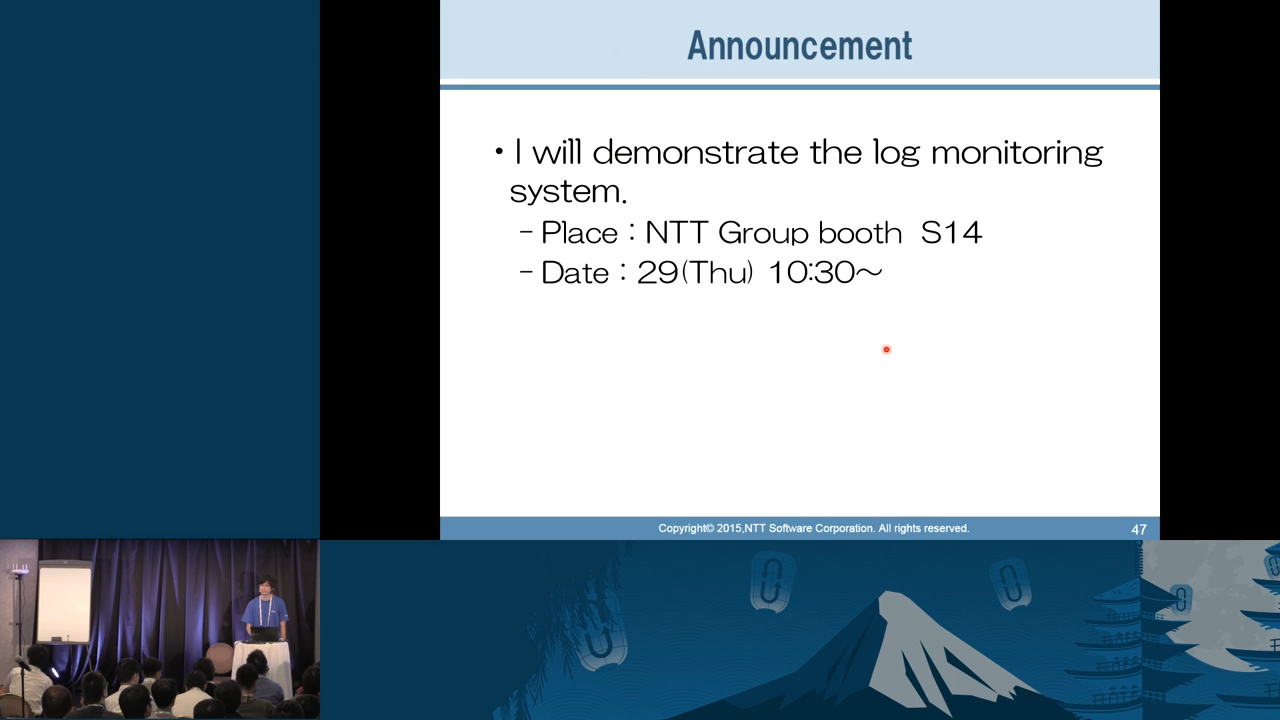 Announcement
・I will demonstrate the log monitoring
system.
– Place：NTT Group booth S14
– Date：29(Thu) 10:30～
Copyright© 2015,NTT Software Corporation. All rights reserved.
47